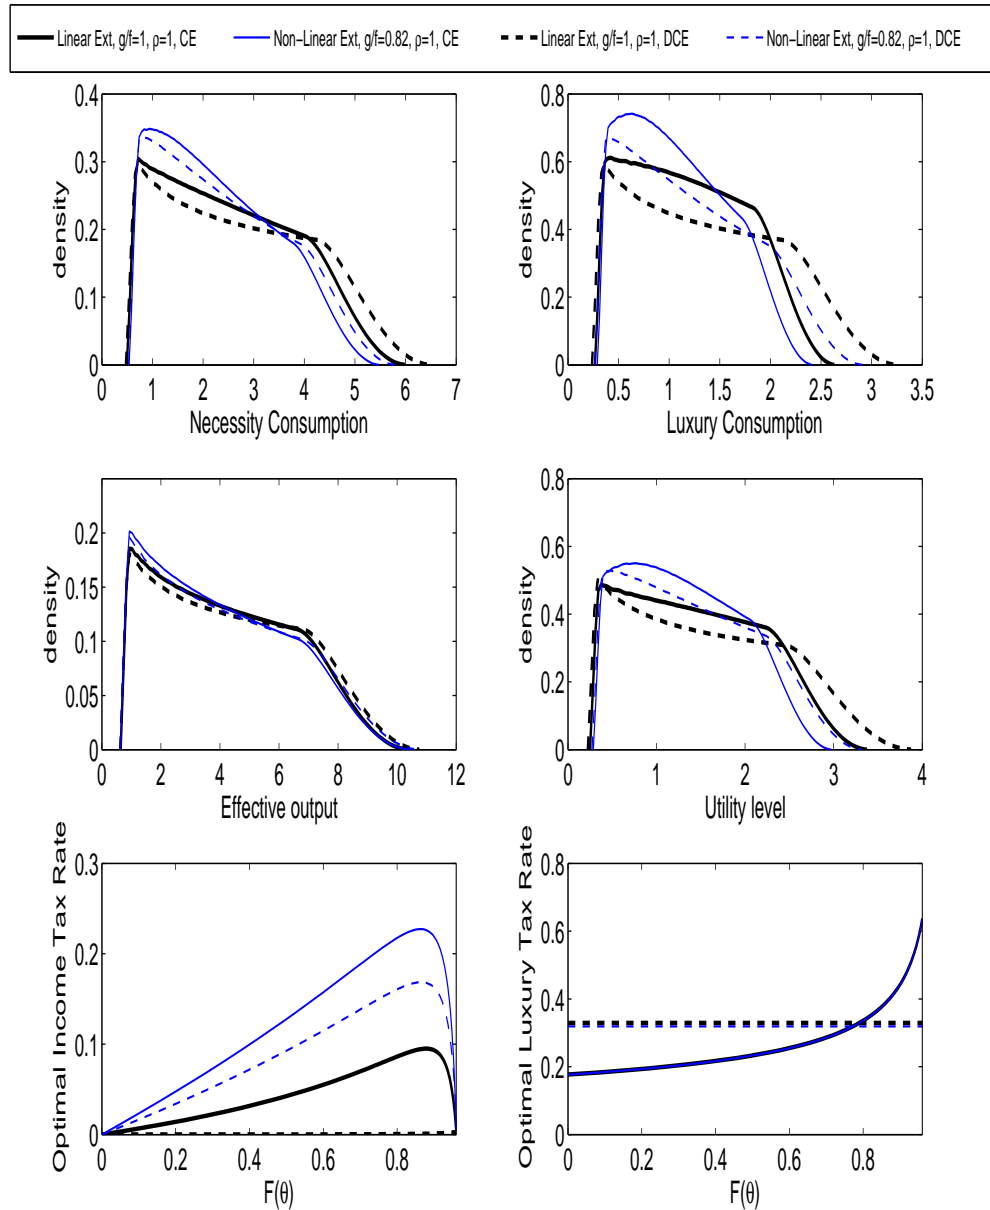 Linear Ext, g/f=1, ρ=1, CE
Non−Linear Ext, g/f=0.82, ρ=1, CE
Linear Ext, g/f=1, ρ=1, DCE
Non−Linear Ext, g/f=0.82, ρ=1, DCE
density
0.4
0.3
0.2
0.1
0
0 1 2 3 4 5 6 7
Necessity Consumption
density
0.8
0.6
0.4
0.2
0
0 0.5 1 1.5 2 2.5 3 3.5
Luxury Consumption
density
0.2
0.15
0.1
0.05
0
0 2 4 6 8 10 12
Effective output
density
0.8
0.6
0.4
0.2
0
0 1 2 3 4
Utility level
Optimal Income Tax Rate
0.3
0.2
0.1
0
0 0.2 0.4 0.6 0.8
F(θ)
Optimal Luxury Tax Rate
0.8
0.6
0.4
0.2
0
0 0.2 0.4 0.6 0.8
F(θ)